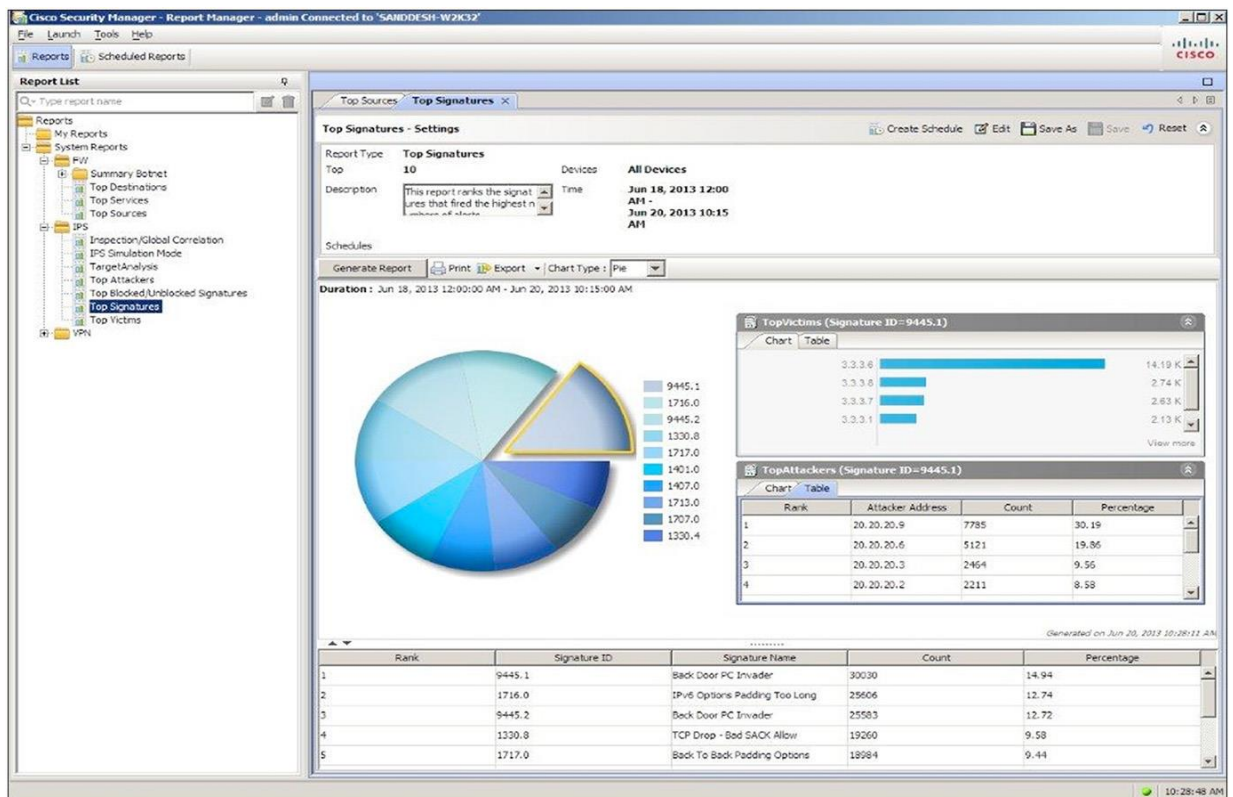 Cisco Security Manager - Report Manager - admin Connected to 'SANDDESH-W2K32'
File Launch Tools Help
Reports Scheduled Reports
CISCO
Report List
Type report name
Reports
My Reports
System Reports
FW
Summary Botnet
Top Destinations
Top Services
Top Sources
IPS
Inspection/Global Correlation
IPS Simulation Mode
TargetAnalysis
Top Attackers
Top Blocked/Unblocked Signatures
Top Signatures
Top Victims
VPN
Top Sources Top Signatures
Top Signatures - Settings
Create Schedule Edit Save As Save Reset
Report Type Top Signatures
Top 10 Devices All Devices
Description This report ranks the signat
ures that fired the highest n
umbers of alerts
Time Jun 18, 2013 12:00
AM -
Jun 20, 2013 10:15
AM
Schedules
Generate Report Print Export Chart Type : Pie
Duration : Jun 18, 2013 12:00:00 AM - Jun 20, 2013 10:15:00 AM
9445.1
1716.0
9445.2
1330.8
1717.0
1401.0
1407.0
1713.0
1707.0
1330.4
TopVictims (Signature ID=9445.1)
Chart Table
3.3.3.6 14.19 K
3.3.3.8 2.74 K
3.3.3.7 2.63 K
3.3.3.1 2.13 K
View more
TopAttackers (Signature ID=9445.1)
Chart Table
Rank Attacker Address Count Percentage
1 20.20.20.9 7785 30.19
2 20.20.20.6 5121 19.86
3 20.20.20.3 2464 9.56
4 20.20.20.2 2211 8.58
Generated on Jun 20, 2013 10:28:11 AM
Rank Signature ID Signature Name Count Percentage
1 9445.1 Back Door PC Invader 30030 14.94
2 1716.0 IPv6 Options Padding Too Long 25606 12.74
3 9445.2 Back Door PC Invader 25583 12.72
4 1330.8 TCP Drop - Bad SACK Allow 19260 9.58
5 1717.0 Back To Back Padding Options 18984 9.44
10:28:48 AM